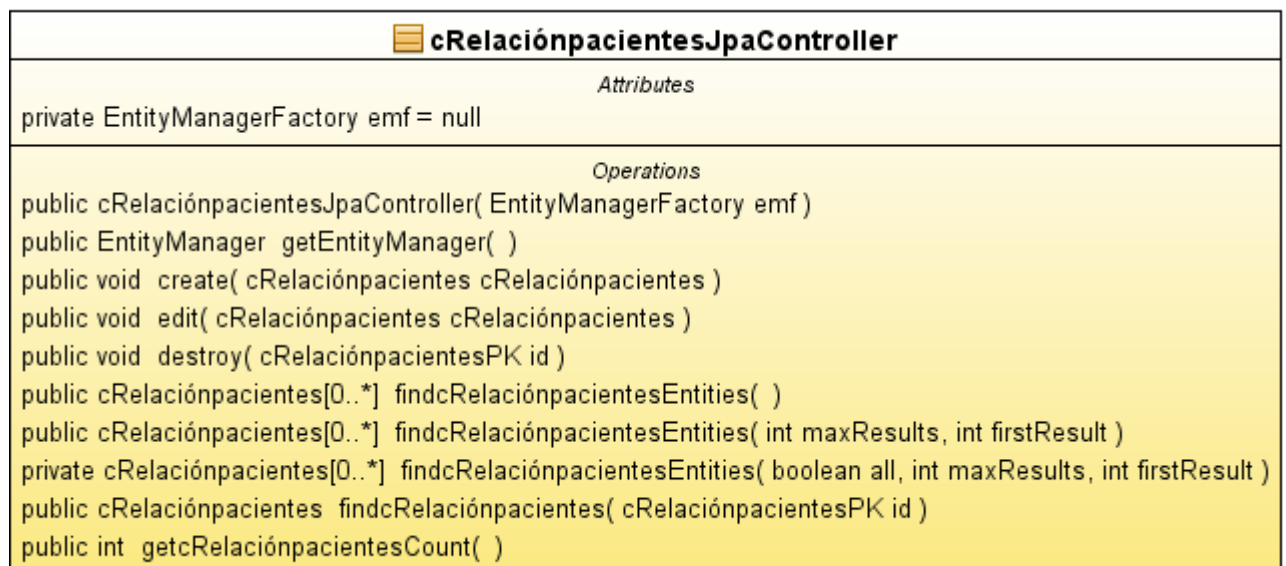 cRelaciónpacientesJpaController
Attributes
private EntityManagerFactory emf = null
Operations
public cRelaciónpacientesJpaController( EntityManagerFactory emf )
public EntityManager  getEntityManager(  )
public void  create( cRelaciónpacientes cRelaciónpacientes )
public void  edit( cRelaciónpacientes cRelaciónpacientes )
public void  destroy( cRelaciónpacientesPK id )
public cRelaciónpacientes[0..*]  findcRelaciónpacientesEntities(  )
public cRelaciónpacientes[0..*]  findcRelaciónpacientesEntities( int maxResults, int firstResult )
private cRelaciónpacientes[0..*]  findcRelaciónpacientesEntities( boolean all, int maxResults, int firstResult )
public cRelaciónpacientes  findcRelaciónpacientes( cRelaciónpacientesPK id )
public int  getcRelaciónpacientesCount(  )